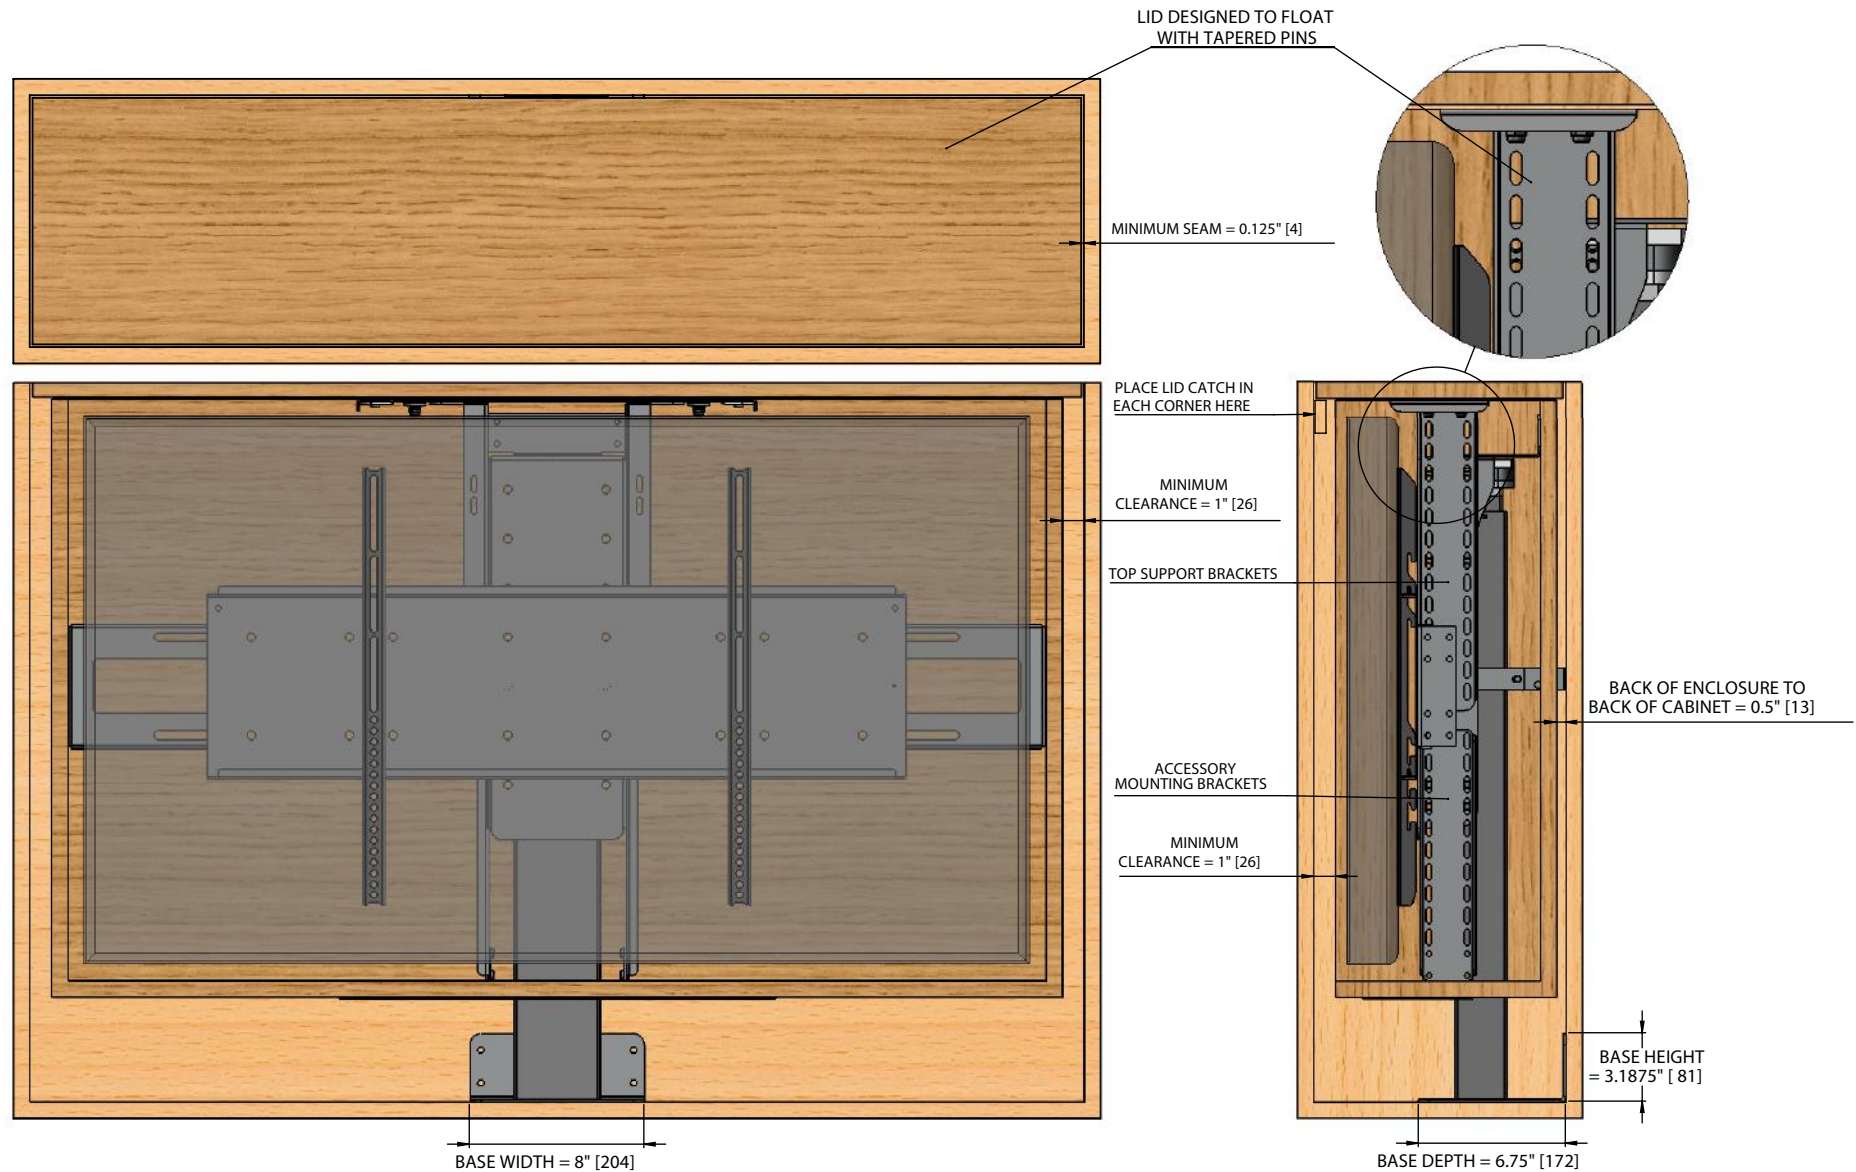 LID DESIGNED TO FLOAT
WITH TAPERED PINS
MINIMUM SEAM = 0.125" [4]
PLACE LID CATCH IN
EACH CORNER HERE
MINIMUM
CLEARANCE = 1" [26]
TOP SUPPORT BRACKETS
BACK OF ENCLOSURE TO
BACK OF CABINET = 0.5" [13]
ACCESSORY
MOUNTING BRACKETS
MINIMUM
CLEARANCE = 1" [26]
BASE HEIGHT
= 3.1875" [ 81]
BASE WIDTH = 8" [204]
BASE DEPTH = 6.75" [172]